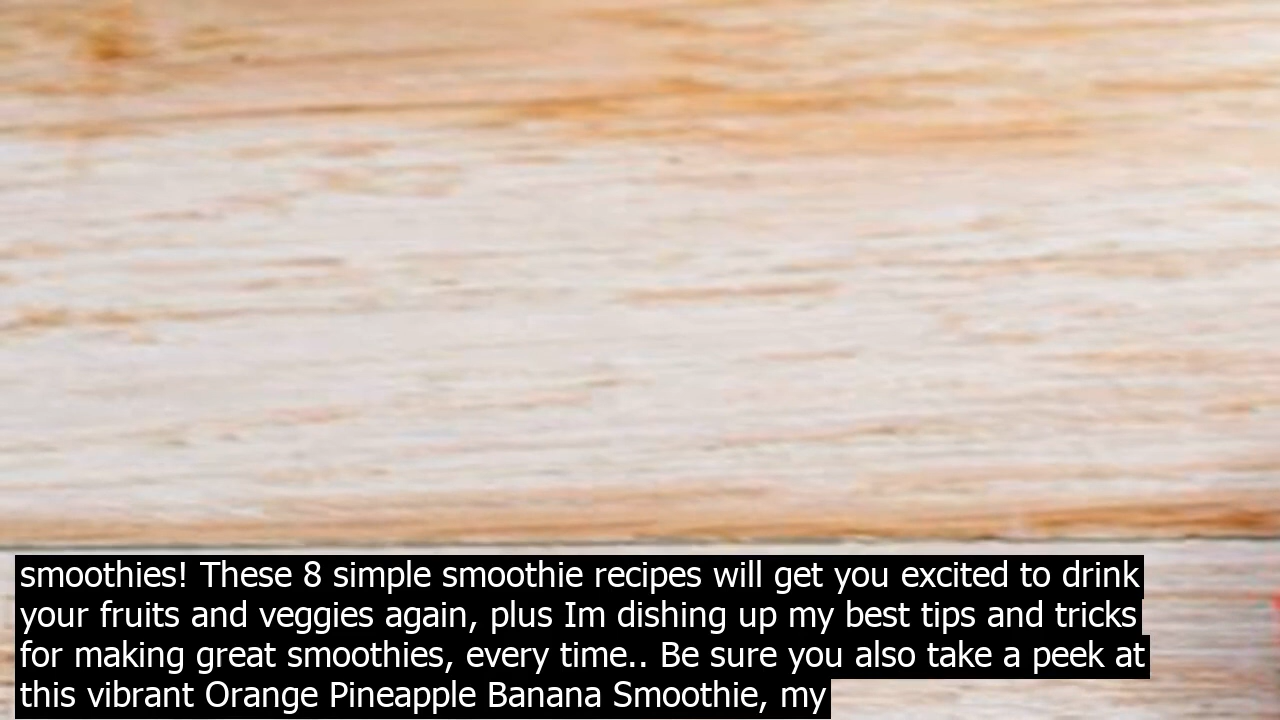 smoothies! These 8 simple smoothie recipes will get you excited to drink
your fruits and veggies again, plus Im dishing up my best tips and tricks
for making great smoothies, every time.. Be sure you also take a peek at
this vibrant Orange Pineapple Banana Smoothie, my